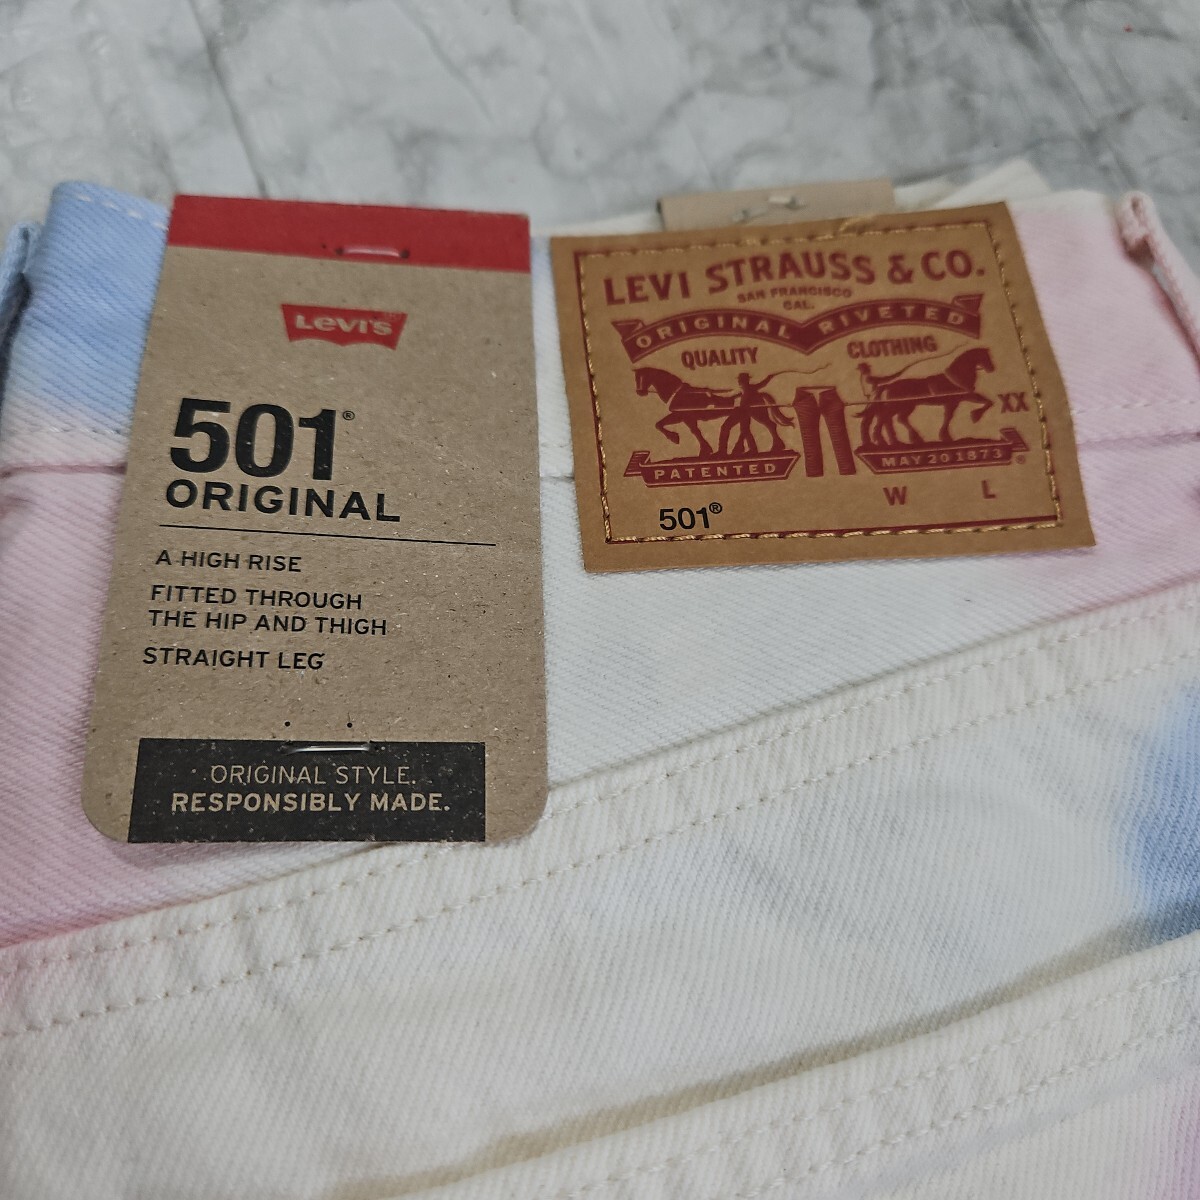 Levi's
501®
ORIGINAL
A HIGH RISE
FITTED THROUGH
THE HIP AND THIGH
STRAIGHT LEG
ORIGINAL STYLE.
RESPONSIBLY MADE.
LEVI STRAUSS & CO.
SAN FRANCISCO
CAL.
ORIGINAL RIVETED
QUALITY CLOTHING
XX
PATENTED MAY 20 1873 ®
W L
501®